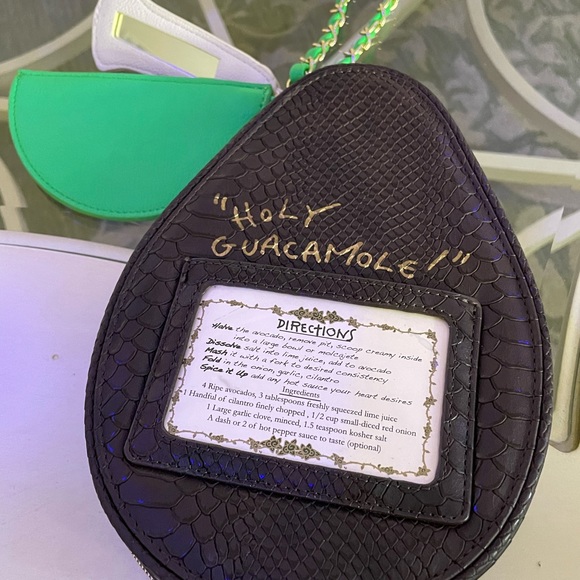 "HOLY
GUACAMOLE!"
DIRECTIONS
Halve the avocado, remove pit, scoop creamy inside
into a large bowl or molcojete
Dissolve salt into lime juice, add to avocado
Mash it with a fork to desired consistency
Fold in the onion, garlic, cilantro
Spice it Up add any hot sauce your heart desires
Ingredients
4 Ripe avocados, 3 tablespoons freshly squeezed lime juice
1 Handful of cilantro finely chopped , 1/2 cup small-diced red onion
1 Large garlic clove, minced, 1.5 teaspoon kosher salt
A dash or 2 of hot pepper sauce to taste (optional)